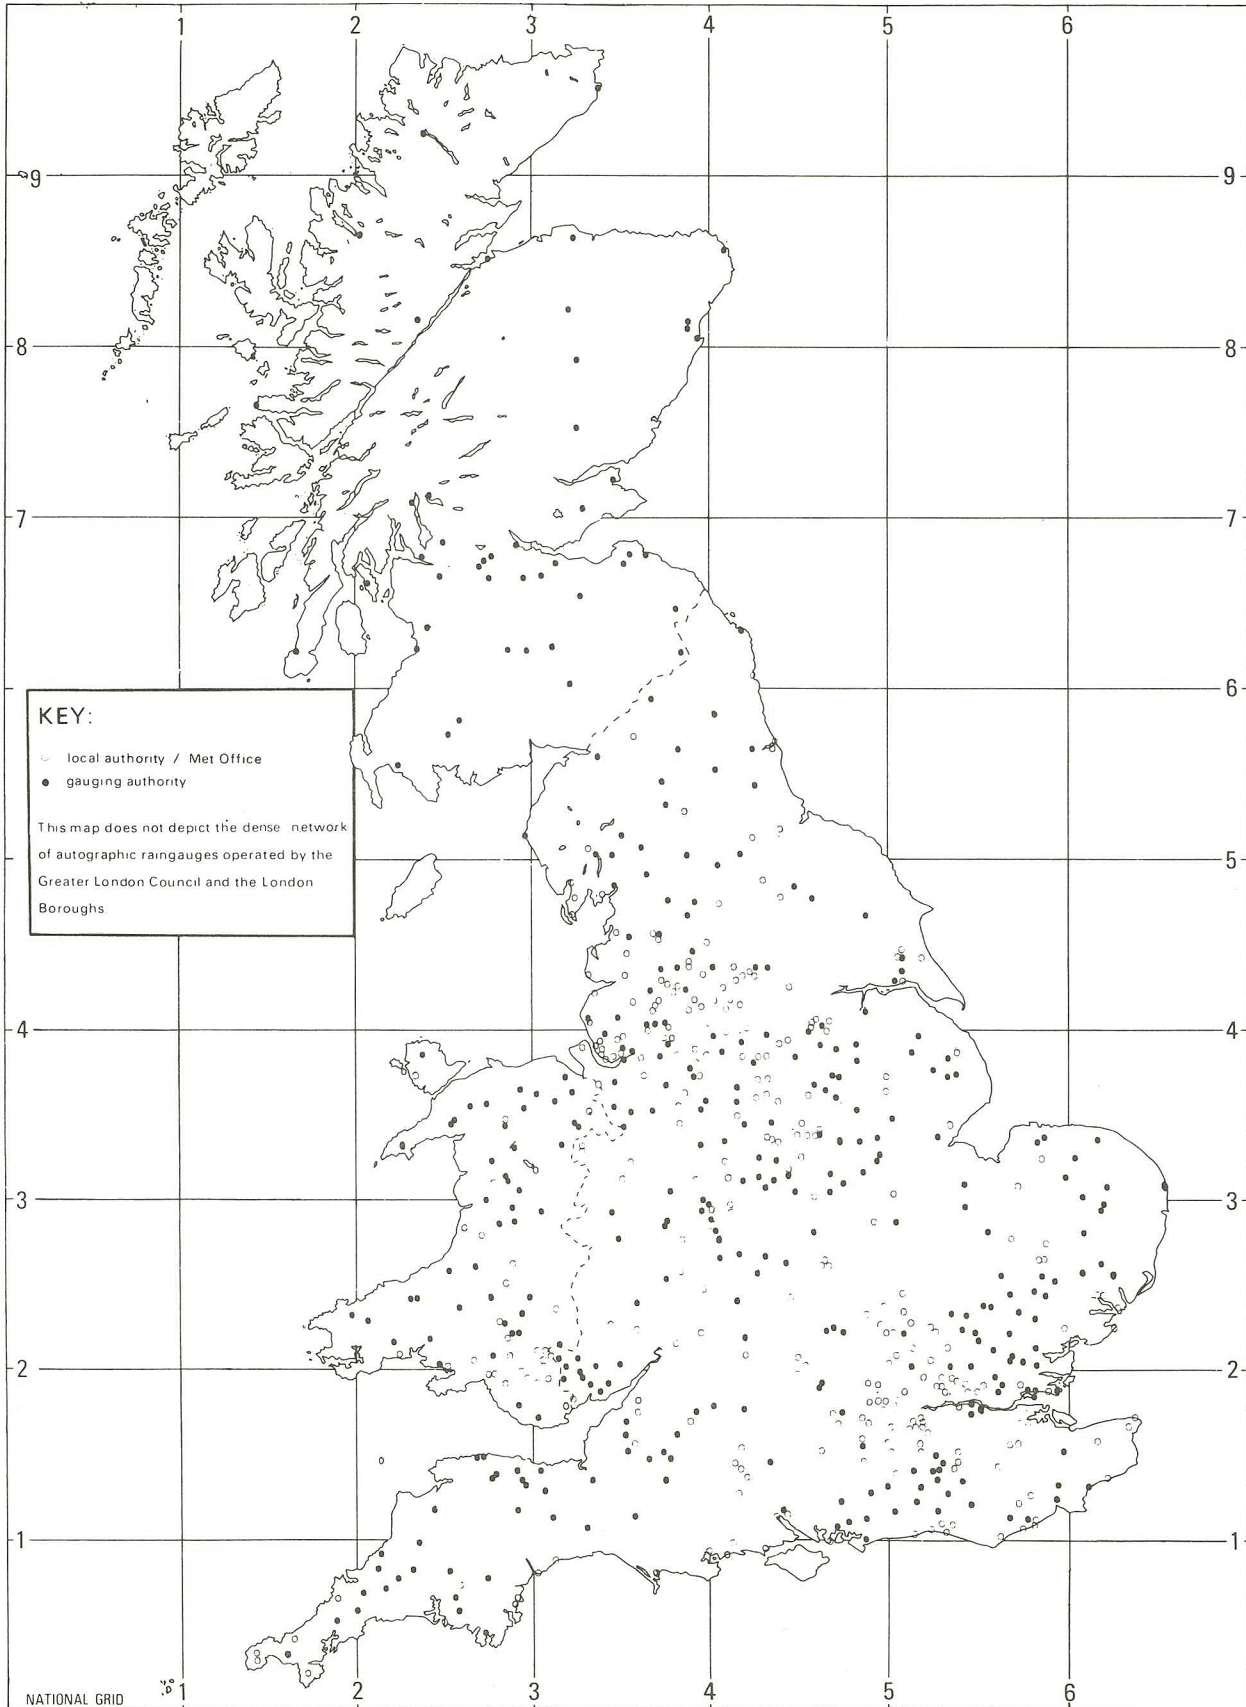 1 2 3 4 5 6
9 9
8 8
7 7
6
KEY:
local authority / Met Office
gauging authority
This map does not depict the dense network
of autographic raingauges operated by the
Greater London Council and the London
Boroughs
5
4 4
3 3
2 2
1 1
NATIONAL GRID
1 2 3 4 5 6